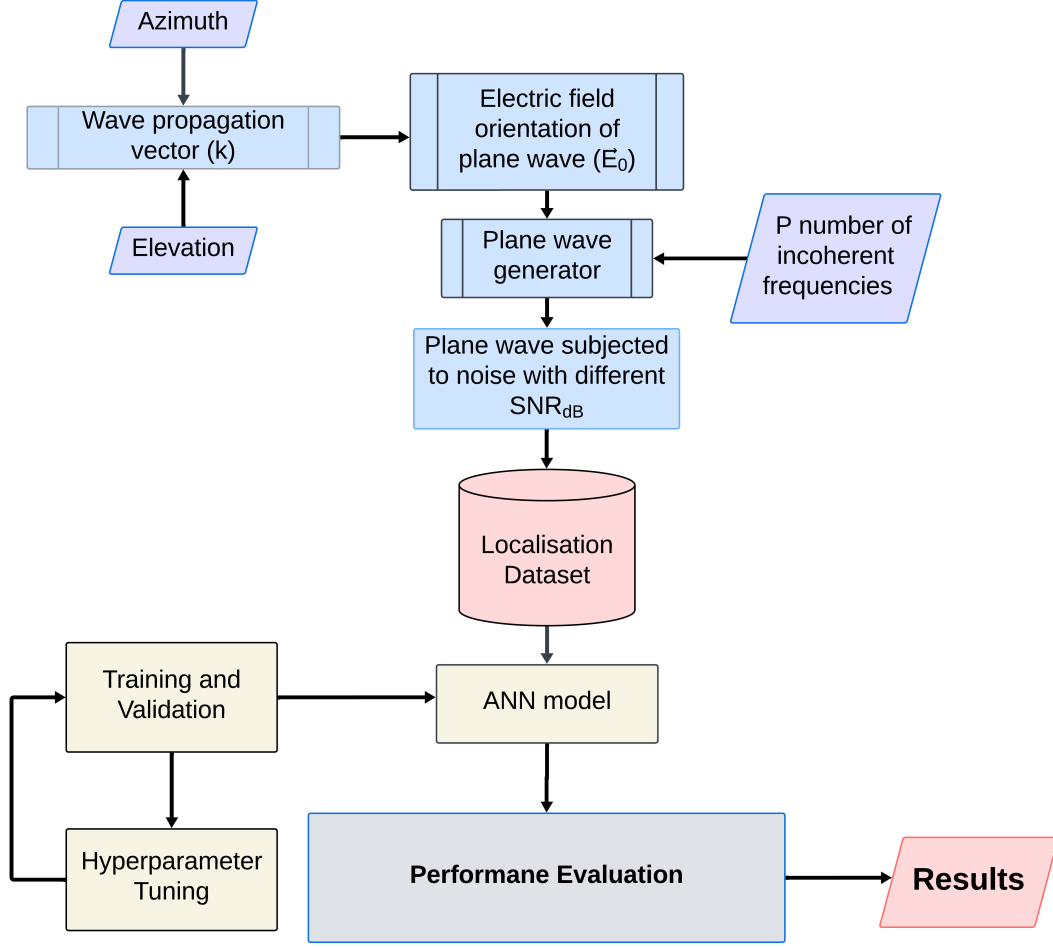 Azimuth
Wave propagation
vector (k)
Elevation
Electric field
orientation of
plane wave (E⃗₀)
Plane wave
generator
P number of
incoherent
frequencies
Plane wave subjected
to noise with different
SNR_dB
Localisation
Dataset
Training and
Validation
ANN model
Hyperparameter
Tuning
Performane Evaluation
Results